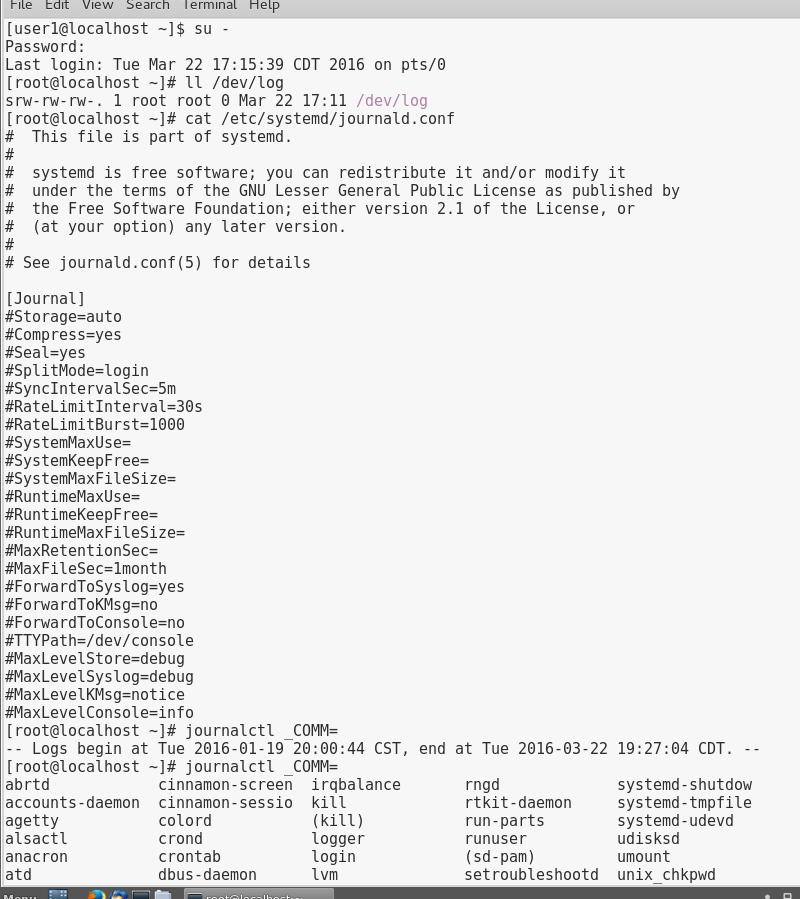 File Edit View Search Terminal Help
[user1@localhost ~]$ su -
Password:
Last login: Tue Mar 22 17:15:39 CDT 2016 on pts/0
[root@localhost ~]# ll /dev/log
srw-rw-rw-. 1 root root 0 Mar 22 17:11 /dev/log
[root@localhost ~]# cat /etc/systemd/journald.conf
#  This file is part of systemd.
#
#  systemd is free software; you can redistribute it and/or modify it
#  under the terms of the GNU Lesser General Public License as published by
#  the Free Software Foundation; either version 2.1 of the License, or
#  (at your option) any later version.
#
# See journald.conf(5) for details
[Journal]
#Storage=auto
#Compress=yes
#Seal=yes
#SplitMode=login
#SyncIntervalSec=5m
#RateLimitInterval=30s
#RateLimitBurst=1000
#SystemMaxUse=
#SystemKeepFree=
#SystemMaxFileSize=
#RuntimeMaxUse=
#RuntimeKeepFree=
#RuntimeMaxFileSize=
#MaxRetentionSec=
#MaxFileSec=1month
#ForwardToSyslog=yes
#ForwardToKMsg=no
#ForwardToConsole=no
#TTYPath=/dev/console
#MaxLevelStore=debug
#MaxLevelSyslog=debug
#MaxLevelKMsg=notice
#MaxLevelConsole=info
[root@localhost ~]# journalctl _COMM=
-- Logs begin at Tue 2016-01-19 20:00:44 CST, end at Tue 2016-03-22 19:27:04 CDT. --
[root@localhost ~]# journalctl _COMM=
abrtd            cinnamon-screen  irqbalance       rngd             systemd-shutdow
accounts-daemon  cinnamon-sessio  kill             rtkit-daemon     systemd-tmpfile
agetty           colord           (kill)           run-parts        systemd-udevd
alsactl          crond            logger           runuser          udisksd
anacron          crontab          login            (sd-pam)         umount
atd              dbus-daemon      lvm              setroubleshootd  unix_chkpwd
Menu root@localhost:~